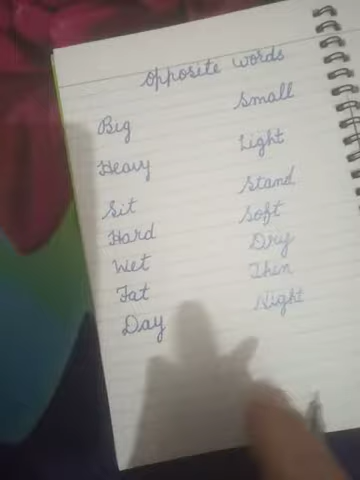 Opposite words
Big Small
Heavy Light
Sit Stand
Hard Soft
Wet Dry
Fat Thin
Day Night